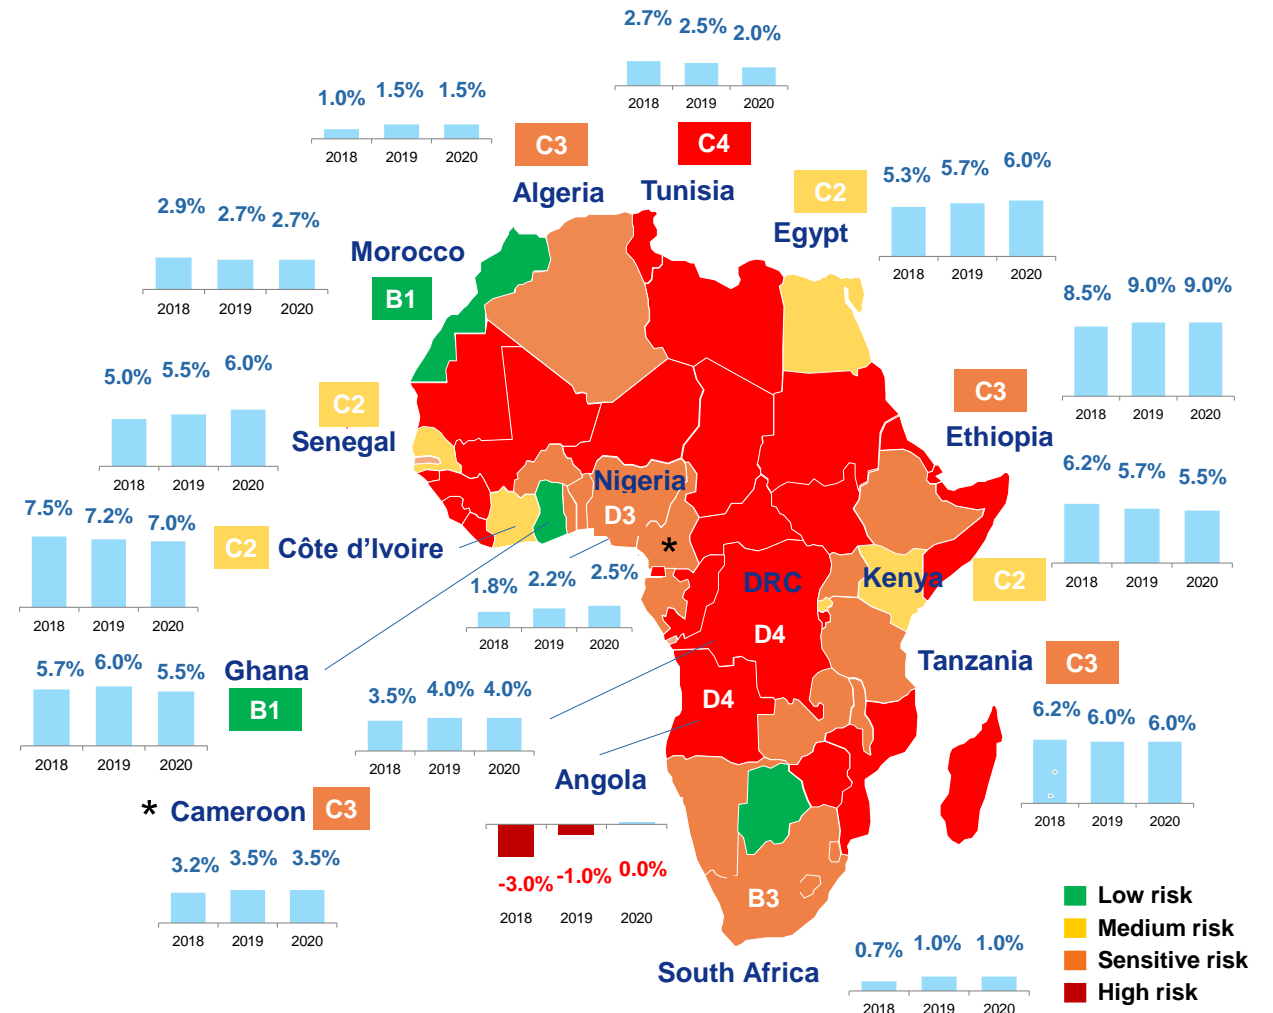 2.7% 2.5% 2.0%
2018 2019 2020
C4
Tunisia
1.0% 1.5% 1.5%
2018 2019 2020
C3
Algeria
5.3% 5.7% 6.0%
2018 2019 2020
C2
Egypt
2.9% 2.7% 2.7%
2018 2019 2020
Morocco
B1
8.5% 9.0% 9.0%
2018 2019 2020
C3
Ethiopia
5.0% 5.5% 6.0%
2018 2019 2020
C2
Senegal
6.2% 5.7% 5.5%
2018 2019 2020
Kenya
C2
Nigeria
D3
*
1.8% 2.2% 2.5%
2018 2019 2020
7.5% 7.2% 7.0%
2018 2019 2020
C2
Côte d’Ivoire
5.7% 6.0% 5.5%
2018 2019 2020
Ghana
B1
DRC
D4
3.5% 4.0% 4.0%
2018 2019 2020
Tanzania
C3
6.2% 6.0% 6.0%
2018 2019 2020
D4
Angola
-3.0% -1.0% 0.0%
2018 2019 2020
* Cameroon
C3
3.2% 3.5% 3.5%
2018 2019 2020
B3
South Africa
0.7% 1.0% 1.0%
2018 2019 2020
Low risk
Medium risk
Sensitive risk
High risk